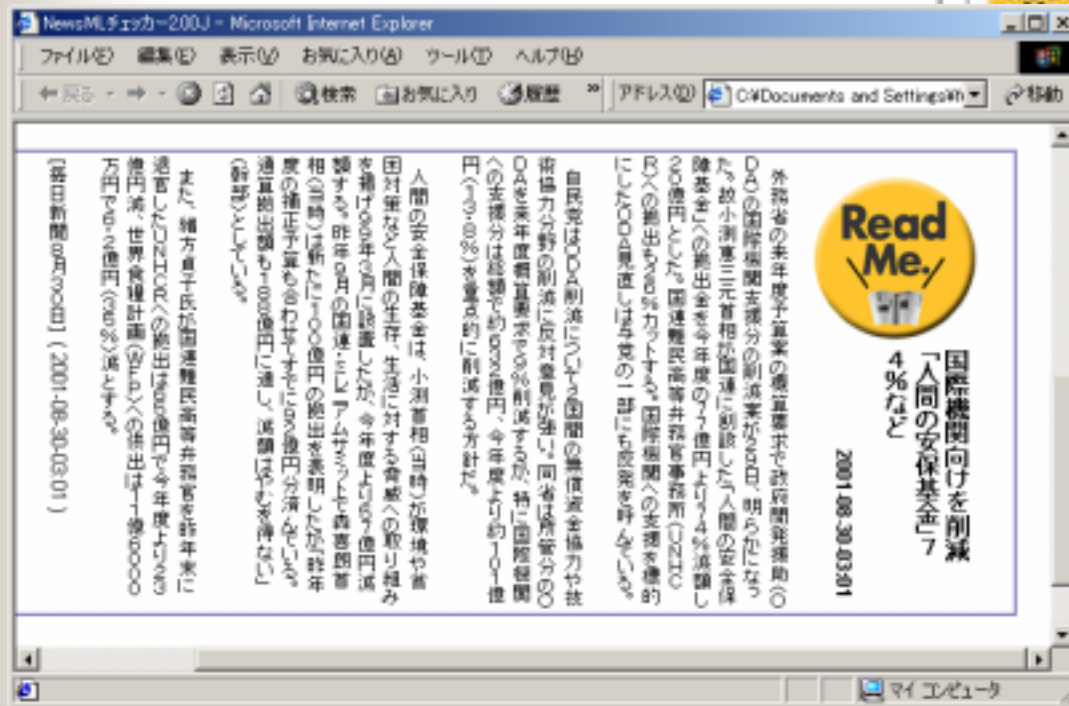 NewsMLチェッカー2.00J - Microsoft Internet Explorer
ファイル(F) 編集(E) 表示(V) お気に入り(A) ツール(T) ヘルプ(H)
戻る 検索 お気に入り 履歴 » アドレス(D) C:¥Documents and Settings¥h 移動
Read
Me.
国際機関向けを削減
「人間の安保基金」7
4%など
2001-08-30-03:01
外務省の来年度予算案の概算要求で政府開発援助(O
DA)の国際機関支援分の削減案が29日、明らかになっ
た。故小渕恵三元首相が国連に創設した「人間の安全保
障基金」への拠出金を今年度の77億円より74%減額し
20億円とした。国連難民高等弁務官事務所(UNHC
R)への拠出も36%カットする。国際機関への支援を標的
にしたODA見直しは与党の一部にも反発を呼んでいる。
自民党はODA削減について2国間の無償資金協力や技
術協力分野の削減に反対意見が強い。同省は所管分のO
DAを来年度概算要求で9%削減するが、特に国際機関
への支援分は総額で約632億円、今年度より約101億
円(13・8%)を重点的に削減する方針だ。
人間の安全保障基金は、小渕首相(当時)が環境や貧
困対策など人間の生存、生活に対する脅威への取り組み
を掲げ99年3月に設置したが、今年度より57億円減
額する。昨年9月の国連・ミレニアムサミットで森喜朗首
相(当時)は新たに100億円の拠出を表明したが「昨年
度の補正予算も合わせすでに92億円分済んでいる。
通算拠出額も188億円に達し、減額はやむを得ない」
(幹部)としている。
また、緒方貞子氏が国連難民高等弁務官を昨年末に
退官したUNHCRへの拠出は65億円で今年度より23
億円減、世界食糧計画(WFP)への供出は11億6000
万円で6・2億円(35%)減とする。
[毎日新聞8月30日] ( 2001-08-30-03:01 )
マイ コンピュータ